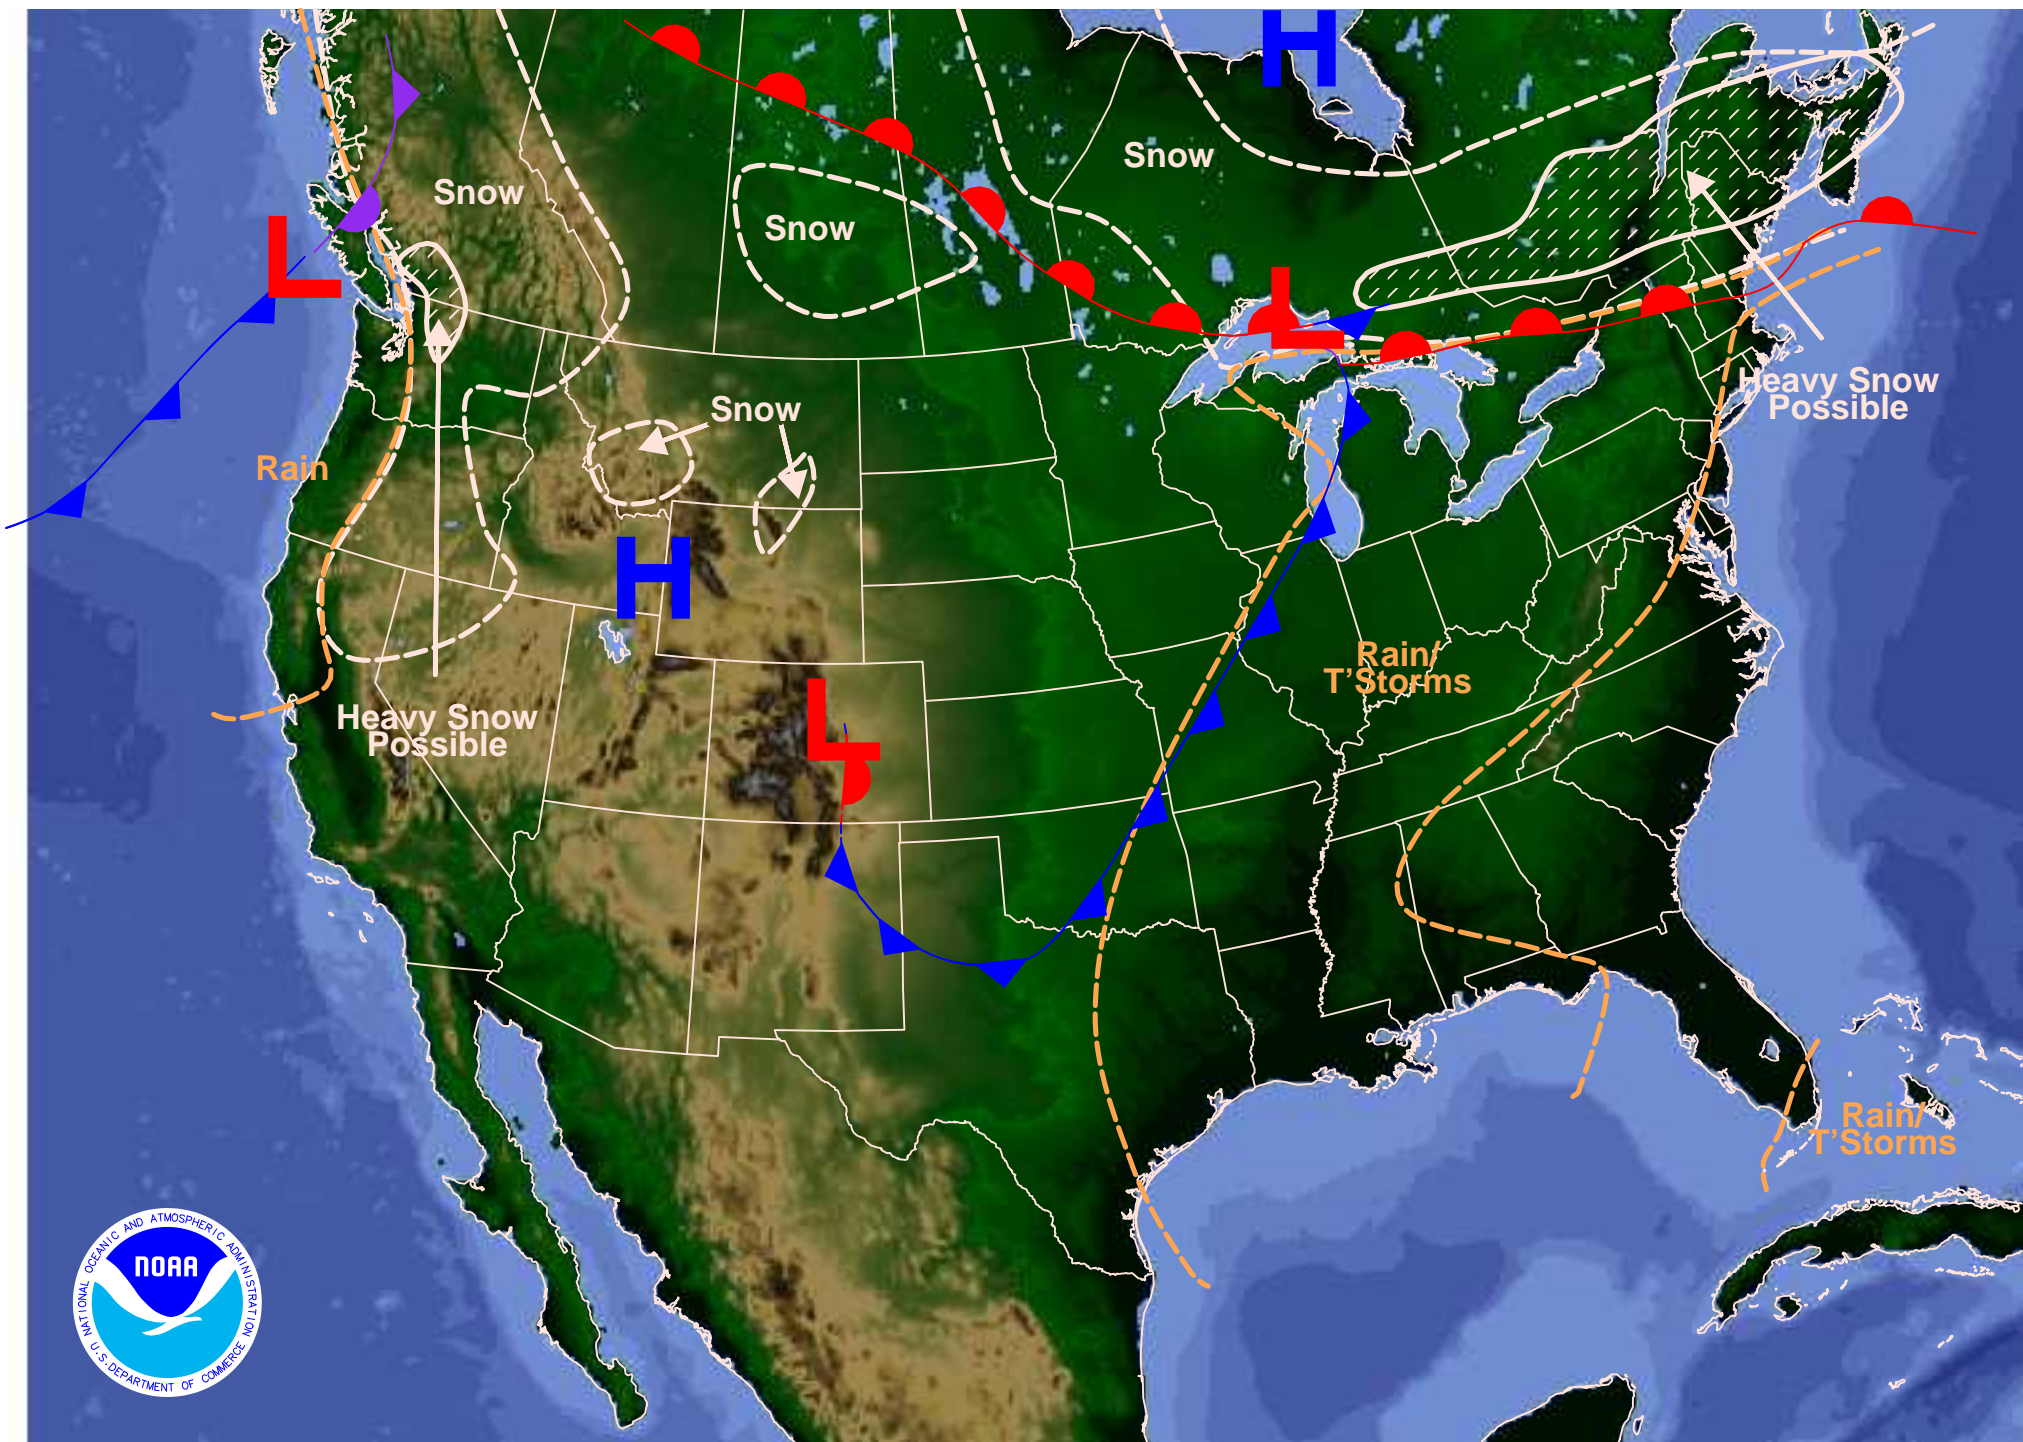 H
Snow
Snow
Snow
L
L
Heavy Snow
Possible
Snow
Rain
H
Rain/
T'Storms
L
Heavy Snow
Possible
Rain/
T'Storms
NATIONAL OCEANIC AND ATMOSPHERIC ADMINISTRATION
NOAA
U.S. DEPARTMENT OF COMMERCE